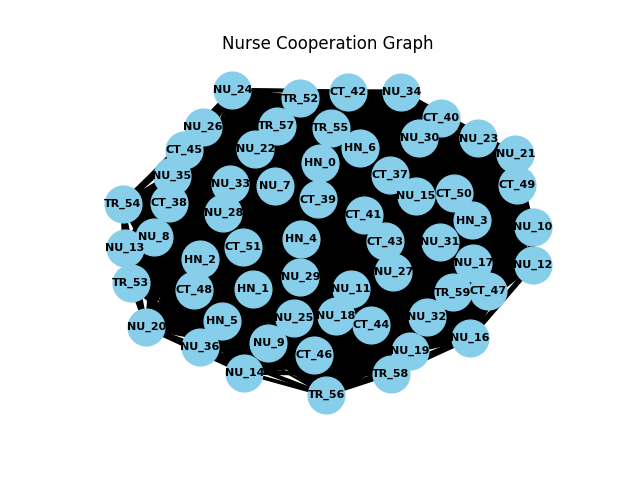 Nurse Cooperation Graph
NU_24
TR_52
CT_42
NU_34
CT_40
NU_26
TR_57
TR_55
NU_30
NU_23
CT_45
NU_22
HN_6
NU_21
HN_0
NU_35
CT_37
NU_33
NU_7
CT_49
NU_15
CT_50
CT_39
TR_54
CT_38
NU_28
CT_41
HN_3
NU_10
NU_8
HN_4
CT_43
NU_31
NU_13
CT_51
HN_2
NU_17
NU_12
NU_27
NU_29
TR_53
CT_48
HN_1
NU_11
TR_59
CT_47
NU_20
HN_5
NU_25
NU_18
CT_44
NU_32
NU_16
NU_36
NU_9
CT_46
NU_19
NU_14
TR_58
TR_56